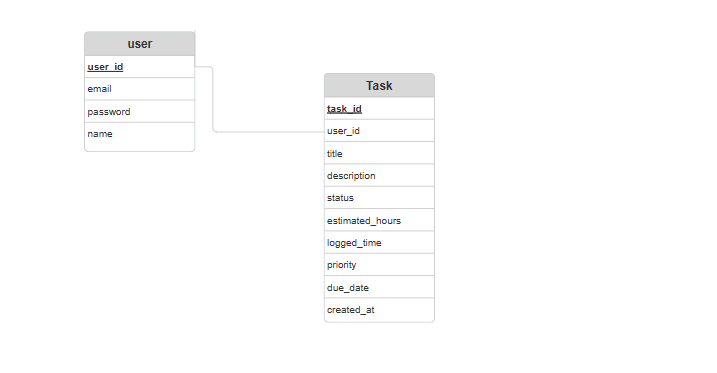 user
user_id
email
password
name
Task
task_id
user_id
title
description
status
estimated_hours
logged_time
priority
due_date
created_at